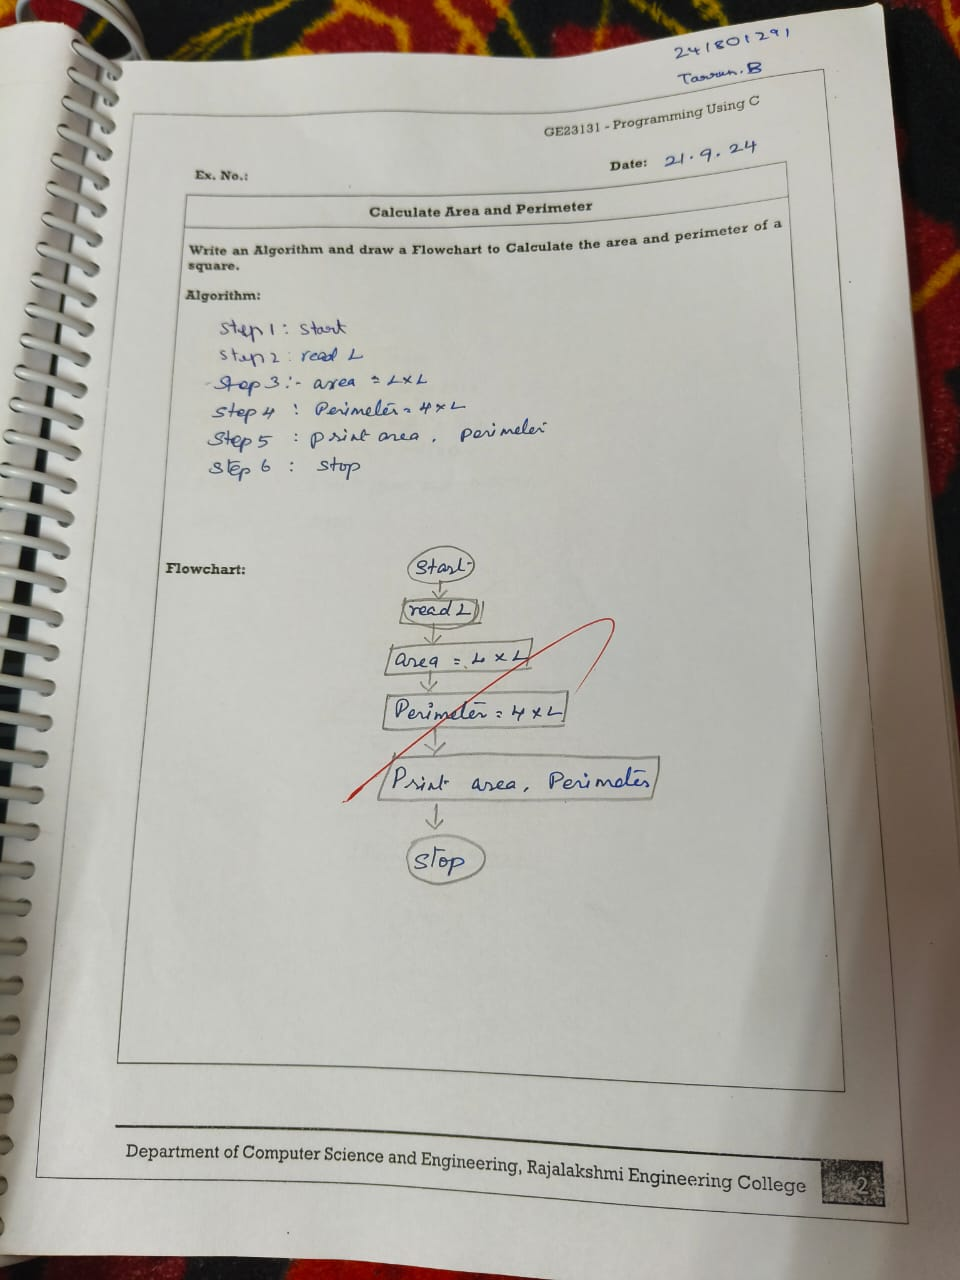 241801291
Tarrun.B
GE23131 - Programming Using C
Ex. No.:
Date: 21.9.24
Calculate Area and Perimeter
Write an Algorithm and draw a Flowchart to Calculate the area and perimeter of a
square.
Algorithm:
Step 1 : Start
Step 2 : read L
Step 3 :- area = L×L
Step 4 : Perimeter = 4×L
Step 5 : print area, perimeter
Step 6 : stop
Flowchart:
Start
read L
area = L × L
Perimeter = 4×L
Print area, Perimeter
Stop
Department of Computer Science and Engineering, Rajalakshmi Engineering College
2